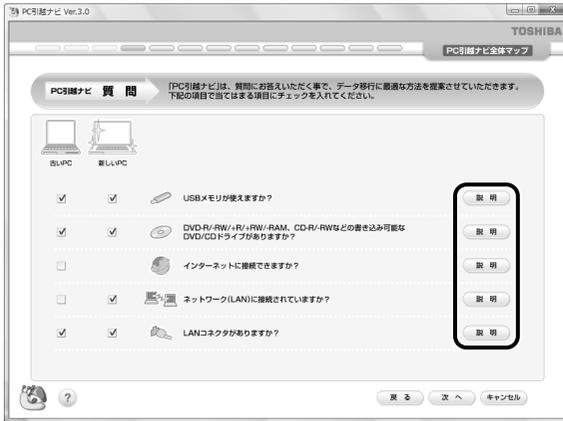 PC引越ナビ Ver.3.0
TOSHIBA
PC引越ナビ全体マップ
PC引越ナビ 質 問
「PC引越ナビ」は、質問にお答えいただく事で、データ移行に最適な方法を提案させていただきます。
下記の項目で当てはまる項目にチェックを入れてください。
古いPC 新しいPC
USBメモリが使えますか？ 説 明
DVD-R/-RW/+R/+RW/-RAM、CD-R/-RWなどの書き込み可能な
DVD/CDドライブがありますか？ 説 明
インターネットに接続できますか？ 説 明
ネットワーク(LAN)に接続されていますか？ 説 明
LANコネクタがありますか？ 説 明
? 戻 る 次 へ キャンセル